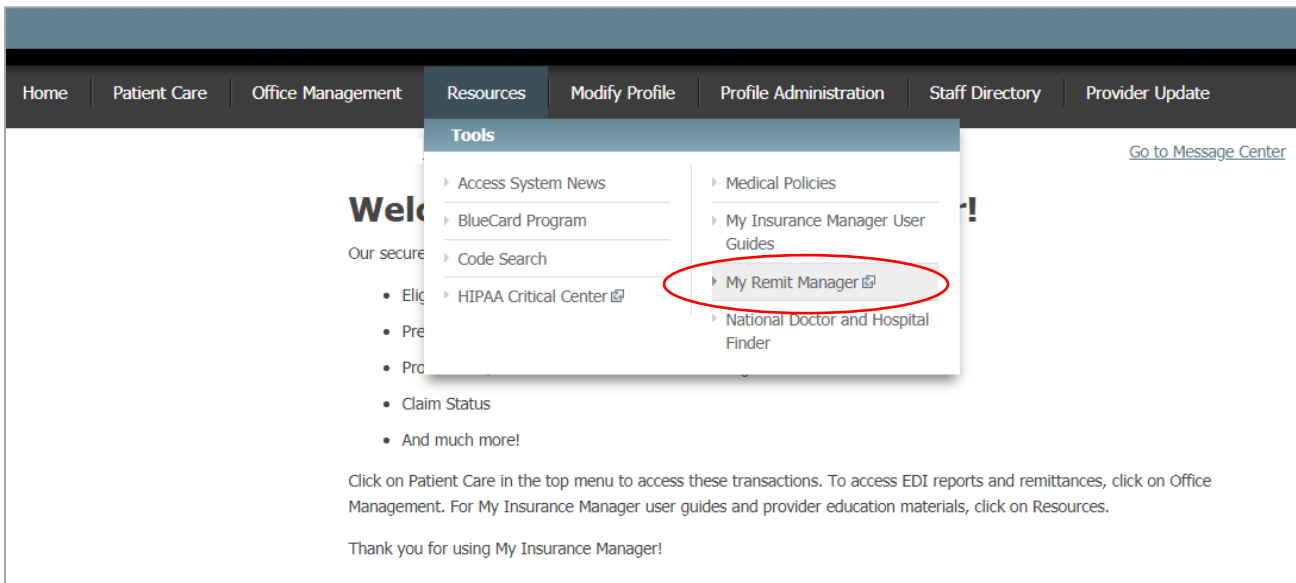 Home Patient Care Office Management Resources Modify Profile Profile Administration Staff Directory Provider Update
Tools
Go to Message Center
Access System News
BlueCard Program
Code Search
HIPAA Critical Center
Medical Policies
My Insurance Manager User
Guides
My Remit Manager
National Doctor and Hospital
Finder
r!
Our secure
• Claim Status
• And much more!
Click on Patient Care in the top menu to access these transactions. To access EDI reports and remittances, click on Office
Management. For My Insurance Manager user guides and provider education materials, click on Resources.
Thank you for using My Insurance Manager!